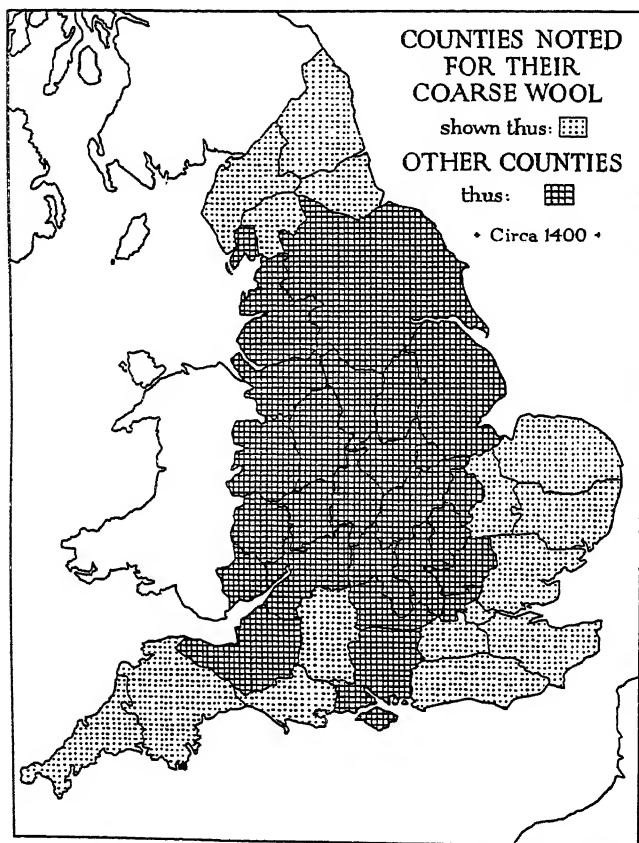 COUNTIES NOTED
FOR THEIR
COARSE WOOL
shown thus:
OTHER COUNTIES
thus:
• Circa 1400 •